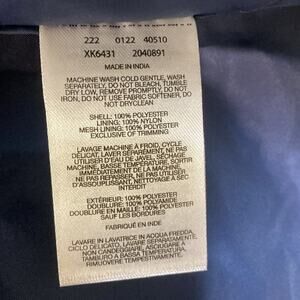 222 0122 40510
XK6431 2040891
MADE IN INDIA
MACHINE WASH COLD GENTLE, WASH
SEPARATELY, DO NOT BLEACH, TUMBLE
DRY LOW, REMOVE PROMPTLY, DO NOT
IRON, DO NOT USE FABRIC SOFTENER, DO
NOT DRYCLEAN
SHELL: 100% POLYESTER
LINING: 100% NYLON
MESH LINING: 100% POLYESTER
EXCLUSIVE OF TRIMMING
LAVAGE MACHINE À FROID, CYCLE
DÉLICAT, LAVER SÉPARÉMENT, NE PAS
UTILISER D'EAU DE JAVEL, SÉCHAGE
MACHINE, BASSE TEMPÉRATURE, SORTIR
IMMÉDIATEMENT DE LA MACHINE,
NE PAS REPASSER, NE PAS UTILISER
D'ASSOUPLISSANT, NETTOYAGE À SEC
INTERDIT
EXTÉRIEUR: 100% POLYESTER
DOUBLURE: 100% NYLON
DOUBLURE EN MAILLE: 100% POLYESTER
SAUF LES BORDURES
FABRIQUÉ EN INDE
LAVARE IN LAVATRICE IN ACQUA FREDDA,
CICLO DELICATO, LAVARE SEPARATAMENTE,
NON CANDEGGIARE, ASCIUGARE A
TAMBURO A BASSA TEMPERATURA,
RIMUOVERE TEMPESTIVAMENTE,